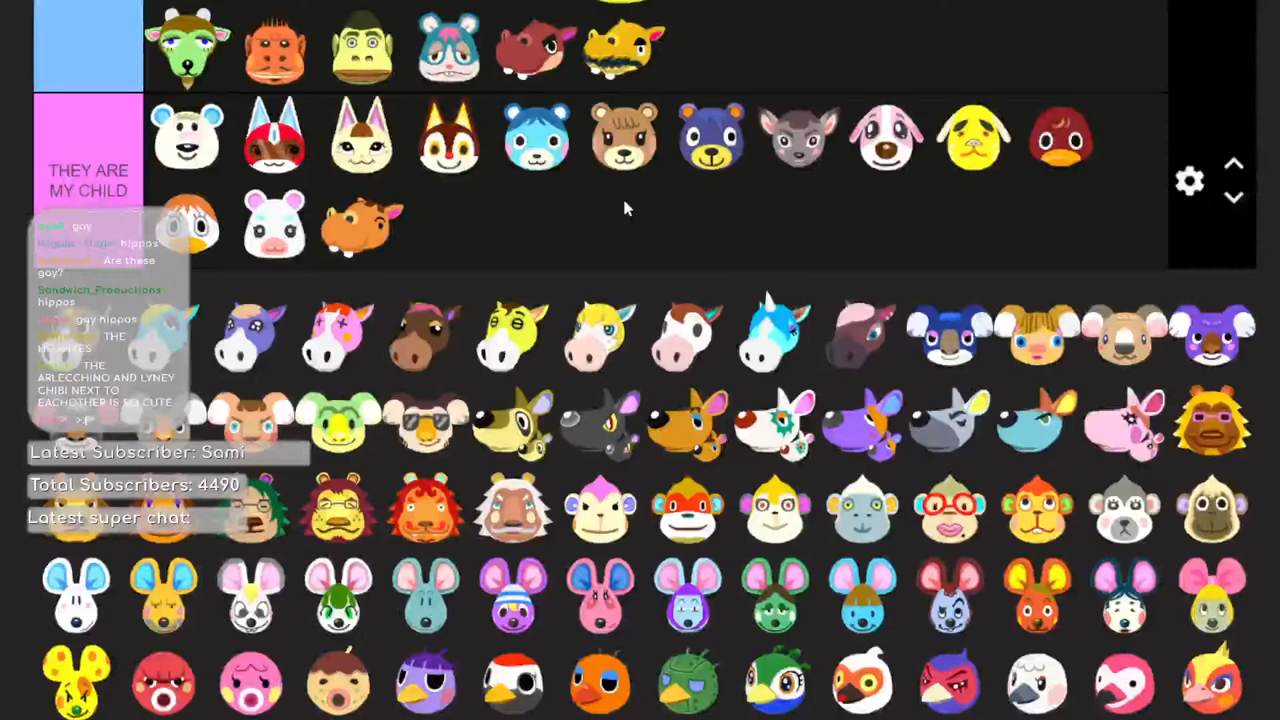 THEY ARE
MY CHILD
gay
hippos
Are these
gay?
Sandwich_Productions
hippos
gay hippos
THE
THE
ARLECCHINO AND LYNEY
CHIBI NEXT TO
EACHOTHER IS SO CUTE
Latest Subscriber: Sami
Total Subscribers: 4490
Latest super chat: